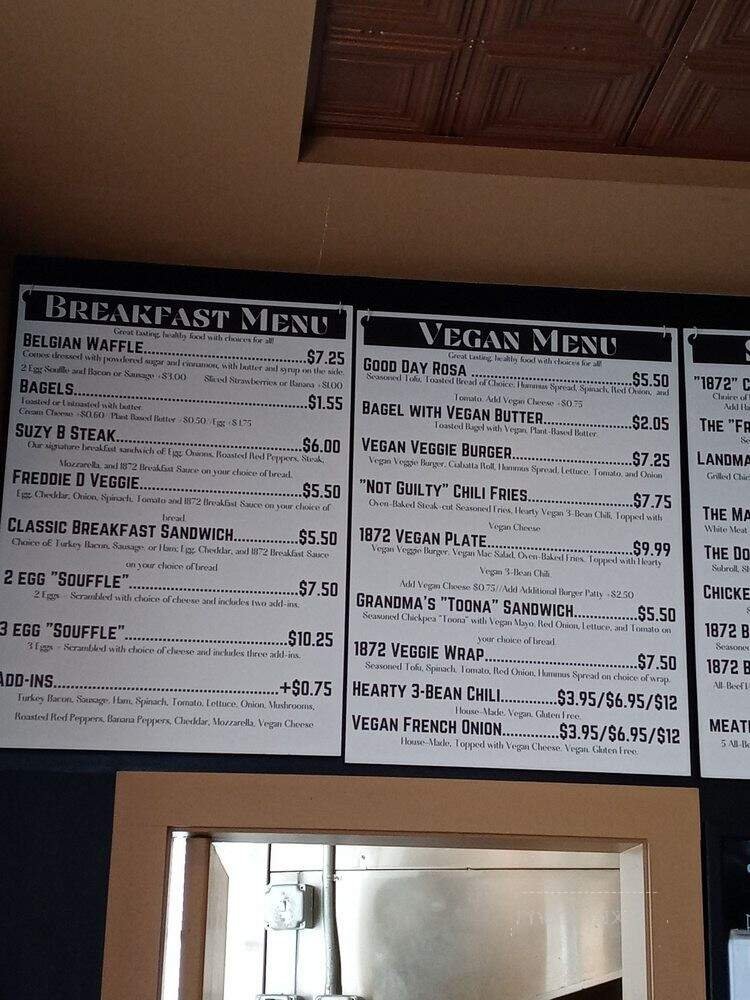 BREAKFAST MENU
Great tasting, healthy food with choices for all!
BELGIAN WAFFLE...$7.25
Comes dressed with powdered sugar and cinnamon, with butter and syrup on the side.
2 Egg Souffle and Bacon or Sausage +$3.00 Sliced Strawberries or Banana +$1.00
BAGELS...$1.55
Toasted or Untoasted with butter.
Cream Cheese +$0.60 Plant Based Butter +$0.50 Egg +$1.75
SUZY B STEAK...$6.00
Our signature breakfast sandwich of Egg, Onions, Roasted Red Peppers, Steak,
Mozzarella, and 1872 Breakfast Sauce on your choice of bread.
FREDDIE D VEGGIE...$5.50
Egg, Cheddar, Onion, Spinach, Tomato and 1872 Breakfast Sauce on your choice of
bread.
CLASSIC BREAKFAST SANDWICH...$5.50
Choice of Turkey Bacon, Sausage, or Ham; Egg, Cheddar, and 1872 Breakfast Sauce
on your choice of bread
2 EGG "SOUFFLE"...$7.50
2 Eggs - Scrambled with choice of cheese and includes two add-ins.
3 EGG "SOUFFLE"...$10.25
3 Eggs - Scrambled with choice of cheese and includes three add-ins.
ADD-INS...+$0.75
Turkey Bacon, Sausage, Ham, Spinach, Tomato, Lettuce, Onion, Mushrooms,
Roasted Red Peppers, Banana Peppers, Cheddar, Mozzarella, Vegan Cheese
VEGAN MENU
Great tasting, healthy food with choices for all!
GOOD DAY ROSA ...$5.50
Seasoned Tofu, Toasted Bread of Choice, Hummus Spread, Spinach, Red Onion, and
Tomato. Add Vegan Cheese +$0.75
BAGEL WITH VEGAN BUTTER...$2.05
Toasted Bagel with Vegan, Plant-Based Butter.
VEGAN VEGGIE BURGER...$7.25
Vegan Veggie Burger, Ciabatta Roll, Hummus Spread, Lettuce, Tomato, and Onion
"NOT GUILTY" CHILI FRIES...$7.75
Oven-Baked Steak-cut Seasoned Fries, Hearty Vegan 3-Bean Chili, Topped with
Vegan Cheese
1872 VEGAN PLATE...$9.99
Vegan Veggie Burger, Vegan Mac Salad, Oven-Baked Fries, Topped with Hearty
Vegan 3-Bean Chili.
Add Vegan Cheese $0.75//Add Additional Burger Patty +$2.50
GRANDMA'S "TOONA" SANDWICH...$5.50
Seasoned Chickpea "Toona" with Vegan Mayo, Red Onion, Lettuce, and Tomato on
your choice of bread.
1872 VEGGIE WRAP...$7.50
Seasoned Tofu, Spinach, Tomato, Red Onion, Hummus Spread on choice of wrap.
HEARTY 3-BEAN CHILI...$3.95/$6.95/$12
House-Made, Vegan, Gluten Free.
VEGAN FRENCH ONION...$3.95/$6.95/$12
House-Made, Topped with Vegan Cheese. Vegan. Gluten Free.
"1872"
Choice of
THE
LANDMA
Grilled
THE MA
White Meat
THE DO
Subroll,
CHICKE
1872 B
Seasone
1872 B
All-Beef
MEAT
5 All-Be